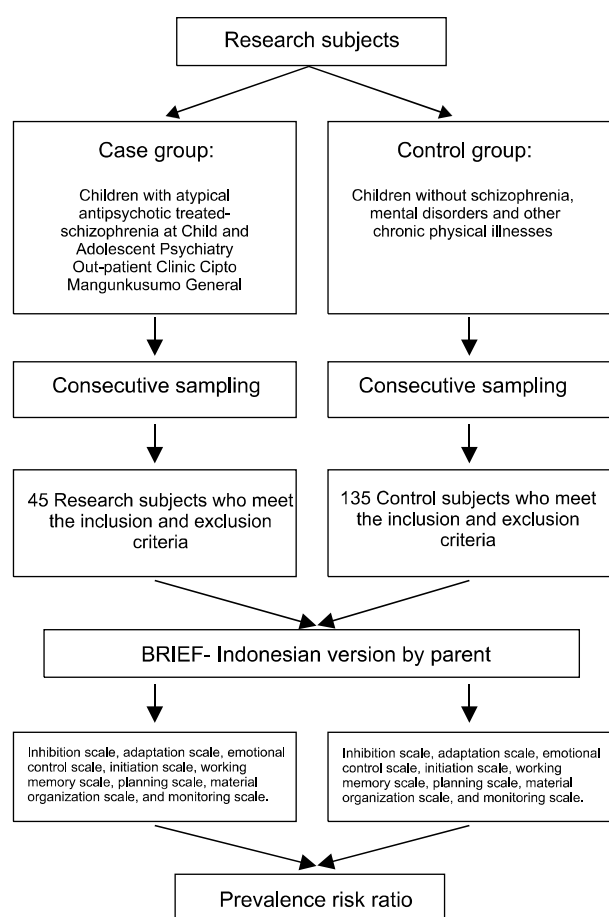 Research subjects
Case group:
Children with atypical
antipsychotic treated-
schizophrenia at Child and
Adolescent Psychiatry
Out-patient Clinic Cipto
Mangunkusumo General
Control group:
Children without schizophrenia,
mental disorders and other
chronic physical illnesses
Consecutive sampling
Consecutive sampling
45 Research subjects who meet
the inclusion and exclusion
criteria
135 Control subjects who meet
the inclusion and exclusion
criteria
BRIEF- Indonesian version by parent
Inhibition scale, adaptation scale, emotional
control scale, initiation scale, working
memory scale, planning scale, material
organization scale, and monitoring scale.
Inhibition scale, adaptation scale, emotional
control scale, initiation scale, working
memory scale, planning scale, material
organization scale, and monitoring scale.
Prevalence risk ratio